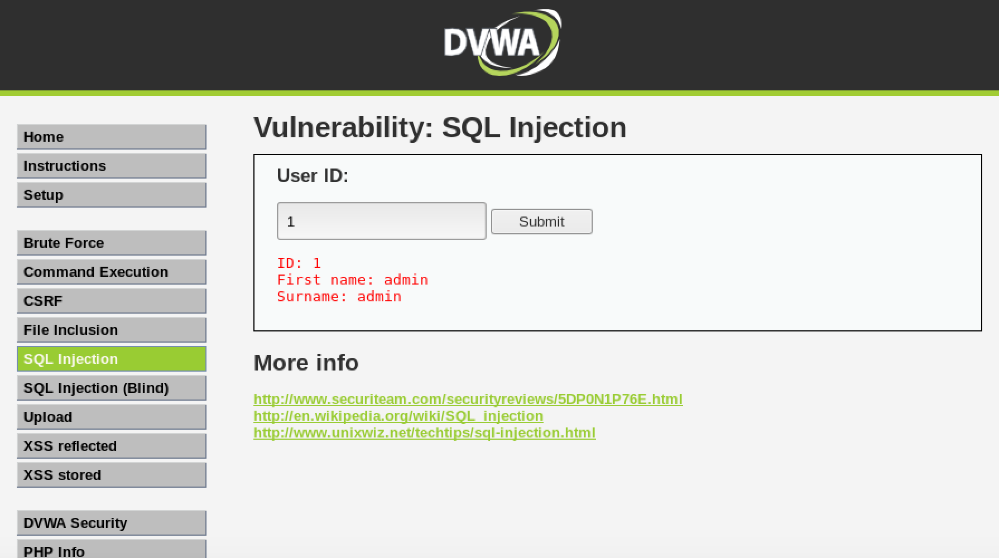 DVWA
Home
Instructions
Setup
Brute Force
Command Execution
CSRF
File Inclusion
SQL Injection
SQL Injection (Blind)
Upload
XSS reflected
XSS stored
DVWA Security
PHP Info
Vulnerability: SQL Injection
User ID:
1
Submit
ID: 1
First name: admin
Surname: admin
More info
http://www.securiteam.com/securityreviews/5DP0N1P76E.html
http://en.wikipedia.org/wiki/SQL_injection
http://www.unixwiz.net/techtips/sql-injection.html